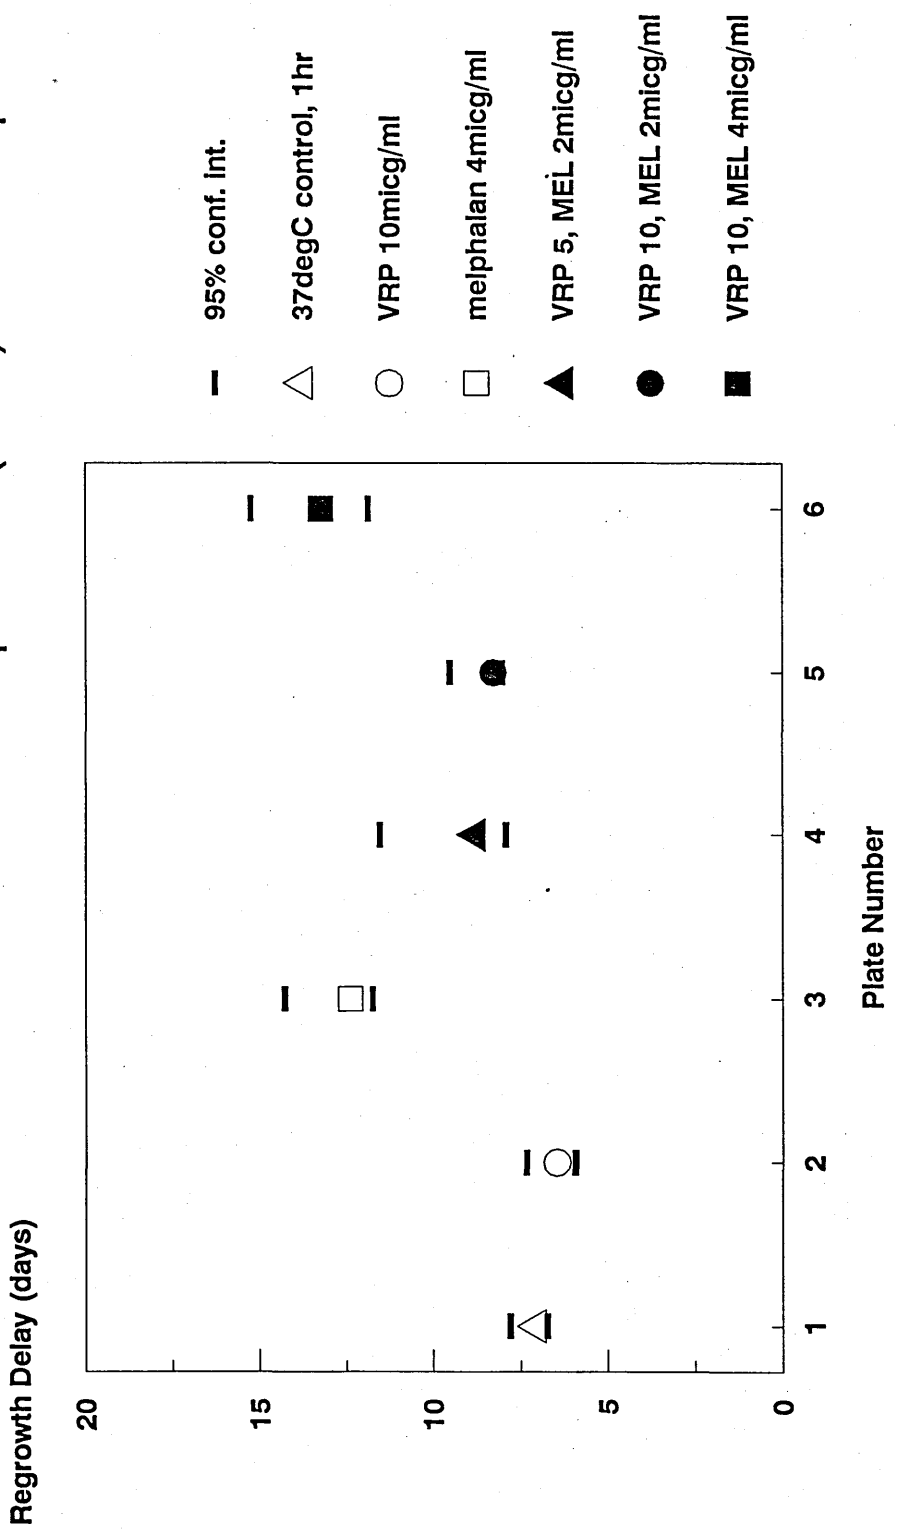 Regrowth Delay (days)
20
15
10
5
0
1
2
3
4
5
6
Plate Number
95% conf. int.
37degC control, 1hr
VRP 10micg/ml
melphalan 4micg/ml
VRP 5, MEL 2micg/ml
VRP 10, MEL 2micg/ml
VRP 10, MEL 4micg/ml